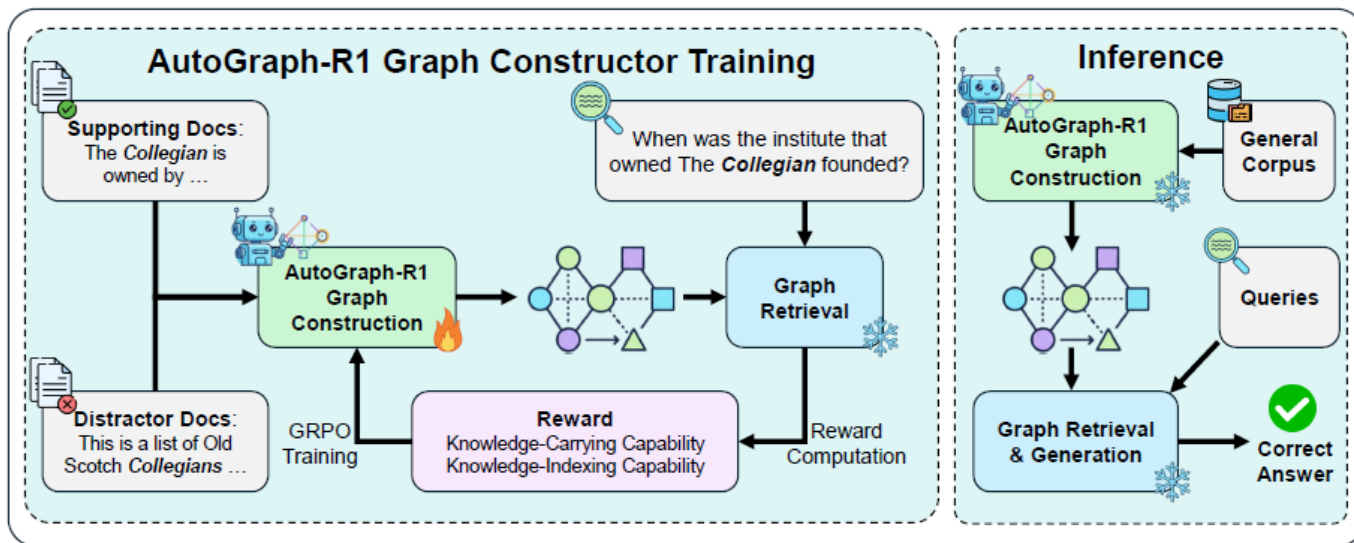 AutoGraph-R1 Graph Constructor Training
Supporting Docs:
The Collegian is
owned by ...
When was the institute that
owned The Collegian founded?
AutoGraph-R1
Graph
Construction
Graph
Retrieval
Distractor Docs:
This is a list of Old
Scotch Collegians ...
GRPO
Training
Reward
Knowledge-Carrying Capability
Knowledge-Indexing Capability
Reward
Computation
Inference
AutoGraph-R1
Graph
Construction
General
Corpus
Queries
Graph Retrieval
& Generation
Correct
Answer